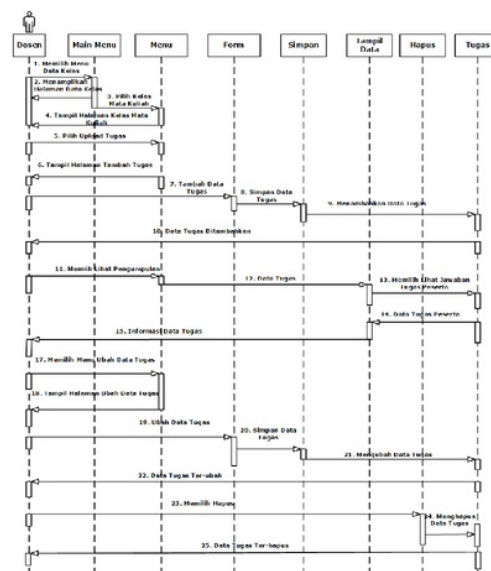 Dosen
Main Menu
Menu
Form
Simpan
Tampil
Data
Hapus
Tugas
1. Memilih Menu
Data Kelas
2. Menampilkan
Halaman Data Kelas
3. Pilih Kelas
Mata Kuliah
4. Tampil Halaman Kelas Mata
Kuliah
5. Pilih Upload Tugas
6. Tampil Halaman Tambah Tugas
7. Tambah Data
Tugas
8. Simpan Data
Tugas
9. Menambahkan Data Tugas
10. Data Tugas Ditambahkan
11. Memilih Lihat Pengumpulan
12. Data Tugas
13. Memilih Lihat Jawaban
Tugas Peserta
14. Data Tugas Peserta
15. Informasi Data Tugas
17. Memilih Menu Ubah Data Tugas
18. Tampil Halaman Ubah Data Tugas
19. Ubah Data Tugas
20. Simpan Data
Tugas
21. Mengubah Data Tugas
22. Data Tugas Ter-ubah
23. Memilih Hapus
24. Menghapus
Data Tugas
25. Data Tugas Ter-hapus